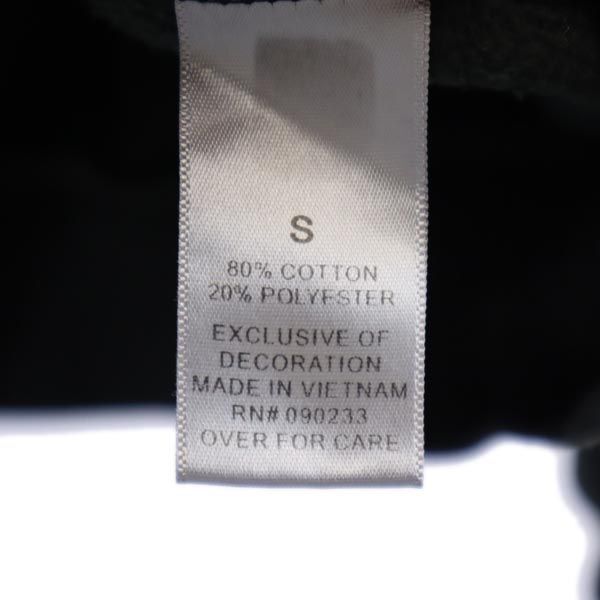 S
80% COTTON
20% POLYESTER
EXCLUSIVE OF
DECORATION
MADE IN VIETNAM
RN# 090233
OVER FOR CARE